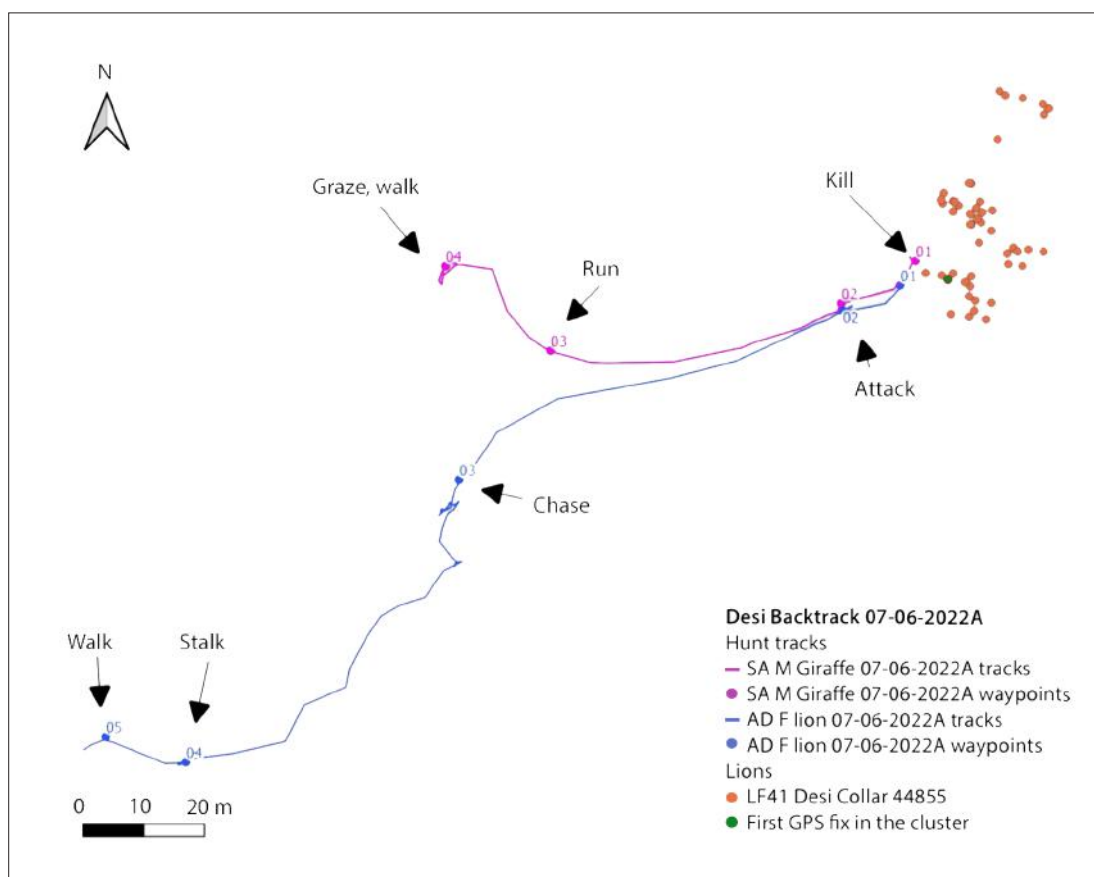 N
Graze, walk
Kill
04
01
Run
01
02
03
02
Attack
03
Chase
Walk
Stalk
05
04
0 10 20 m
Desi Backtrack 07-06-2022A
Hunt tracks
SA M Giraffe 07-06-2022A tracks
SA M Giraffe 07-06-2022A waypoints
AD F lion 07-06-2022A tracks
AD F lion 07-06-2022A waypoints
Lions
LF41 Desi Collar 44855
First GPS fix in the cluster